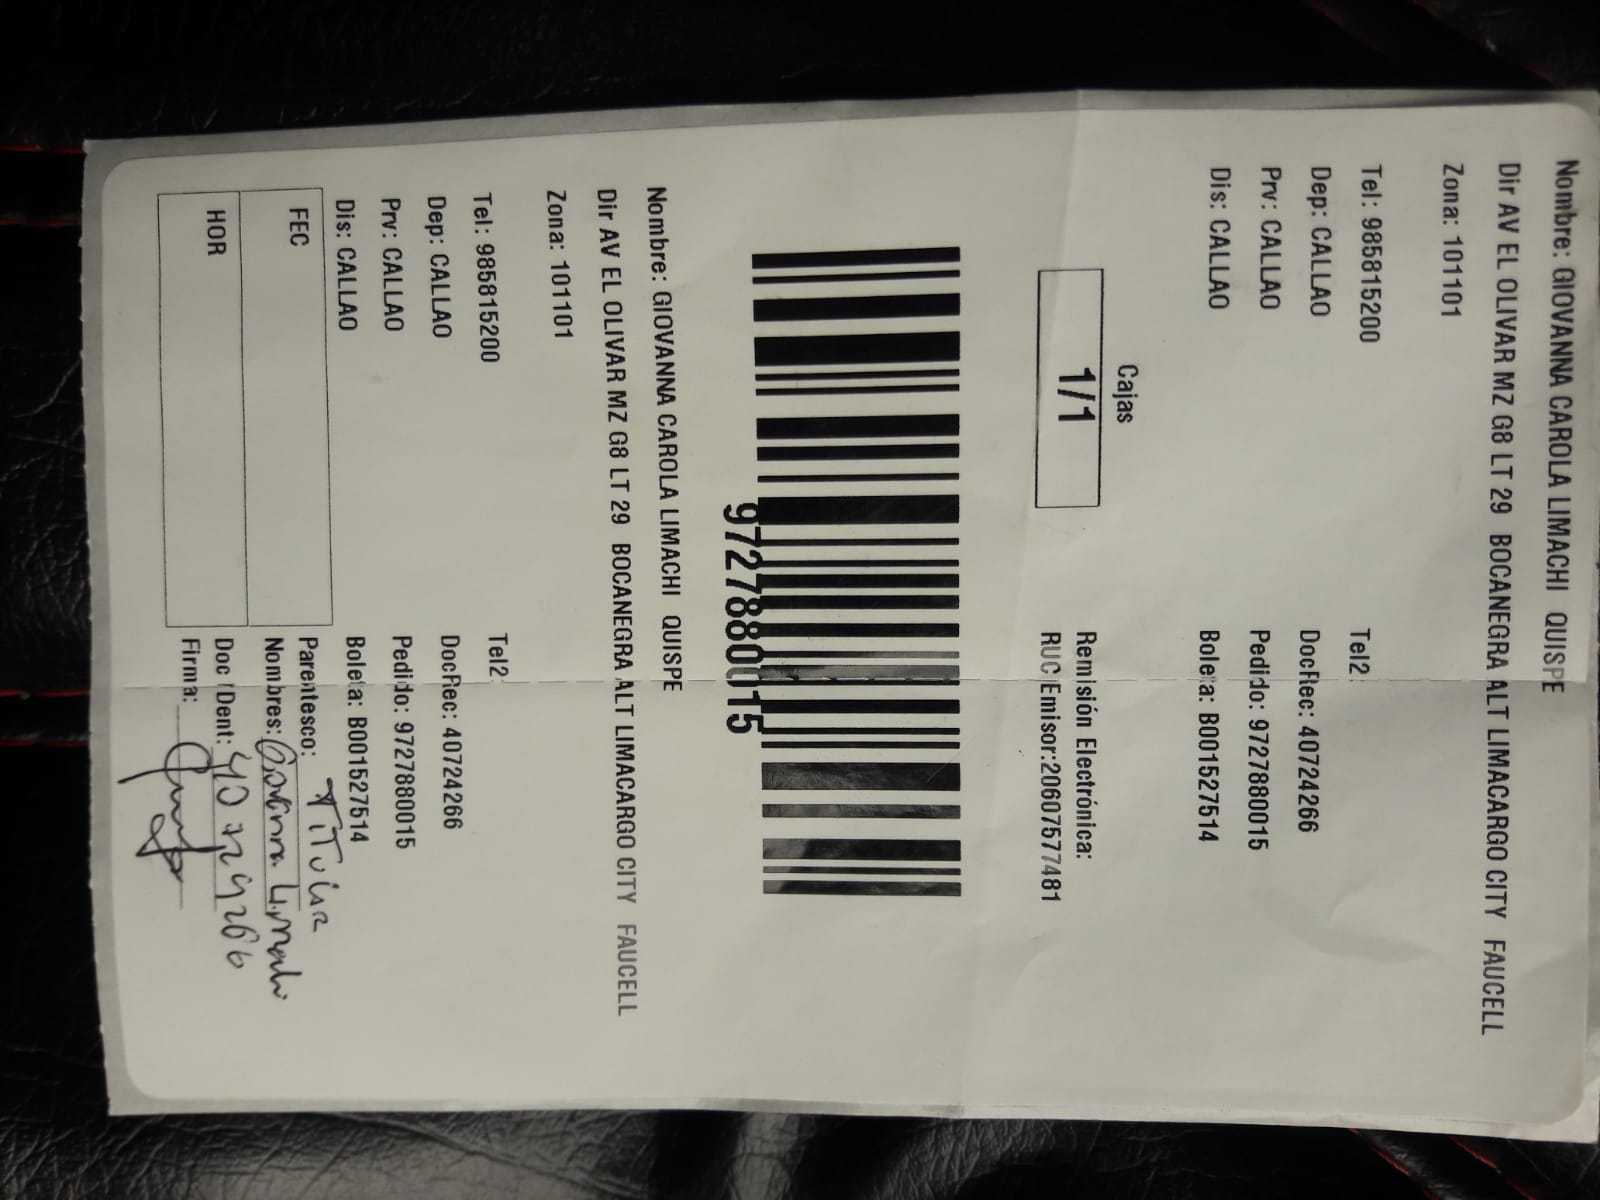 Nombre: GIOVANNA CAROLA LIMACHI QUISPE
Dir AV EL OLIVAR MZ G8 LT 29 BOCANEGRA ALT LIMACARGO CITY FAUCELL
Zona: 101101
Tel: 985815200 Tel2:
Dep: CALLAO DocRec: 40724266
Prv: CALLAO Pedido: 9727880015
Dis: CALLAO Boleta: B001527514
Cajas
1/1
Remisión Electrónica:
RUC Emisor:20607577481
9727880015
Nombre: GIOVANNA CAROLA LIMACHI QUISPE
Dir AV EL OLIVAR MZ G8 LT 29 BOCANEGRA ALT LIMACARGO CITY FAUCELL
Zona: 101101
Tel: 985815200 Tel2:
Dep: CALLAO DocRec: 40724266
Prv: CALLAO Pedido: 9727880015
Dis: CALLAO Boleta: B001527514
FEC
HOR
Parentesco: TiTular
Nombres: Giovanna Limachi
Doc IDent: 40724266
Firma: